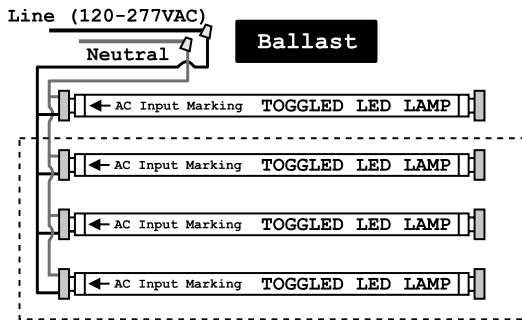 Line (120-277VAC)
Ballast
Neutral
AC Input Marking TOGGLED LED LAMP
AC Input Marking TOGGLED LED LAMP
AC Input Marking TOGGLED LED LAMP
AC Input Marking TOGGLED LED LAMP